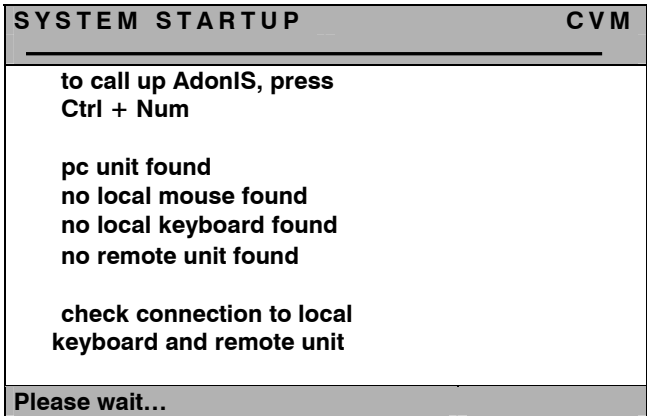 SYSTEM STARTUP CVM
to call up AdonIS, press
Ctrl + Num
pc unit found
no local mouse found
no local keyboard found
no remote unit found
check connection to local
keyboard and remote unit
Please wait...